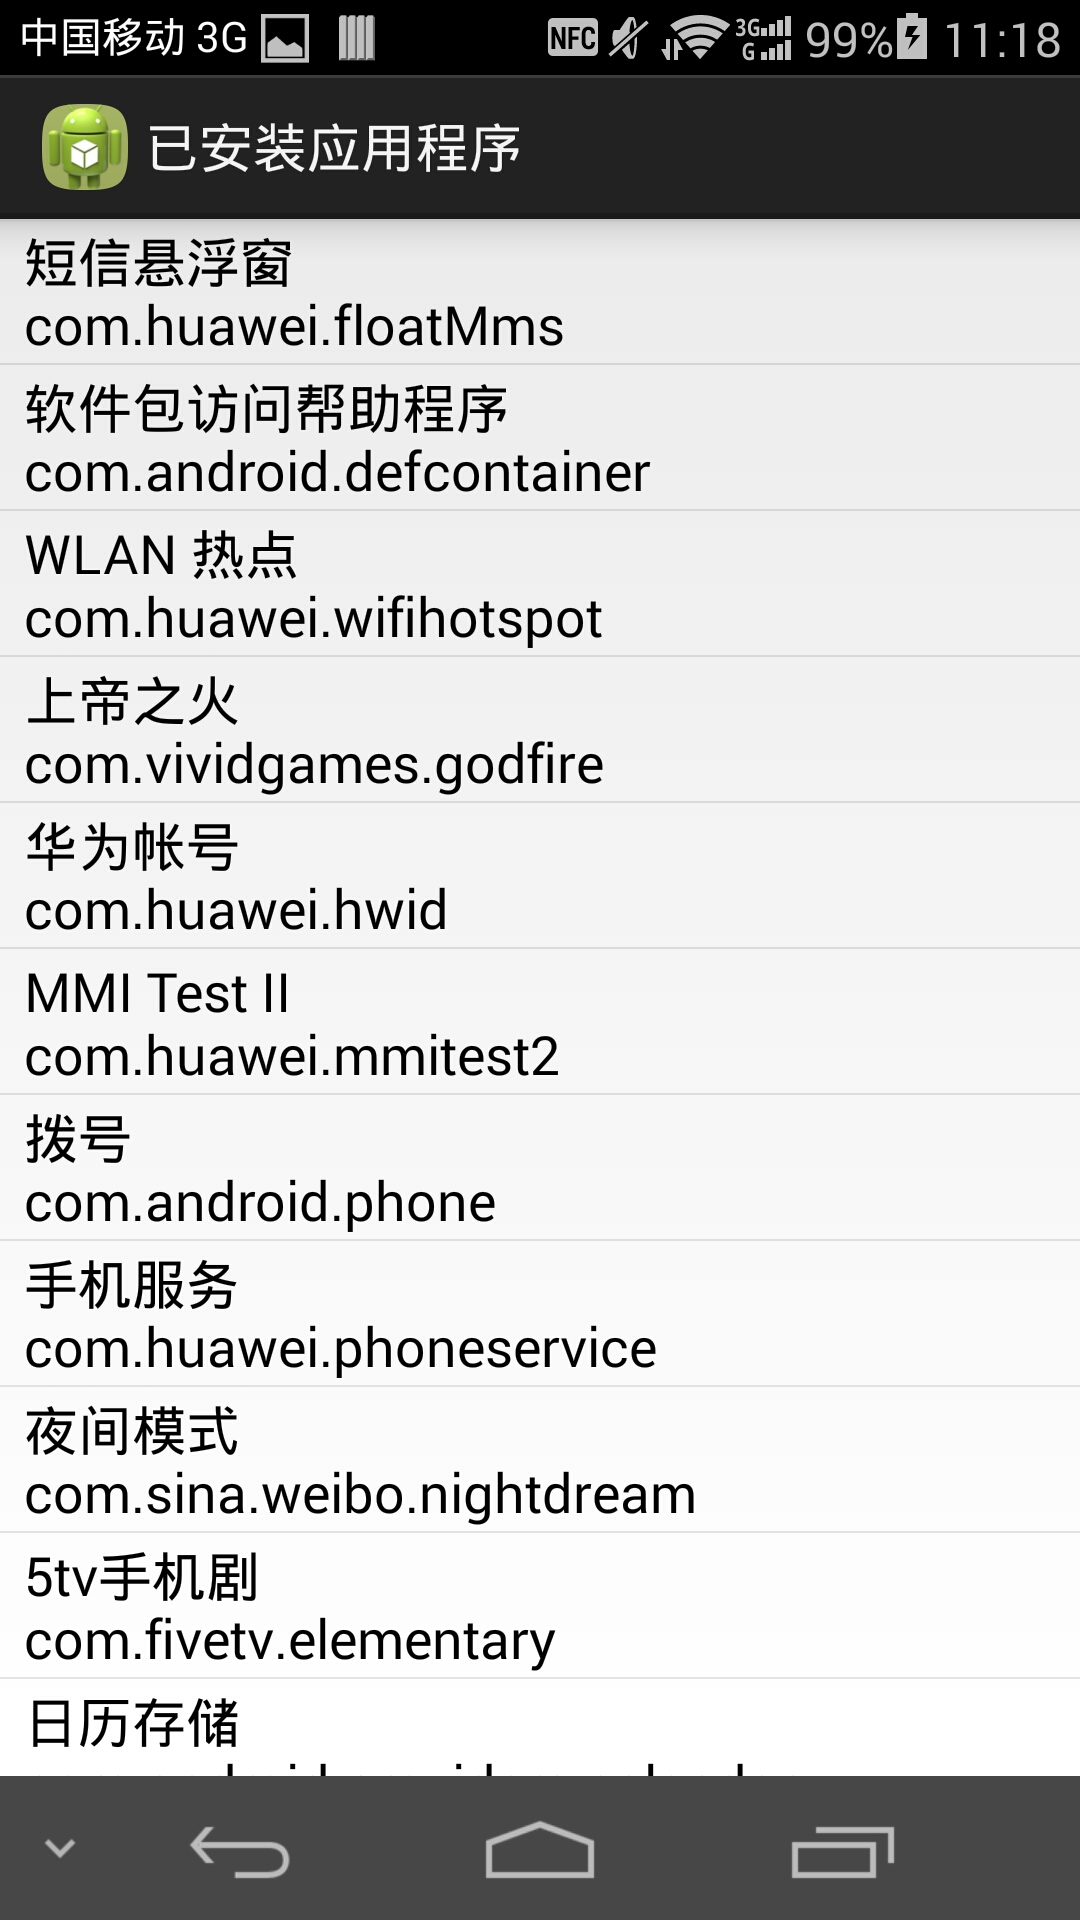 中国移动 3G
NFC
3G
G
99%
11:18
已安装应用程序
短信悬浮窗
com.huawei.floatMms
软件包访问帮助程序
com.android.defcontainer
WLAN 热点
com.huawei.wifihotspot
上帝之火
com.vividgames.godfire
华为帐号
com.huawei.hwid
MMI Test II
com.huawei.mmitest2
拨号
com.android.phone
手机服务
com.huawei.phoneservice
夜间模式
com.sina.weibo.nightdream
5tv手机剧
com.fivetv.elementary
日历存储